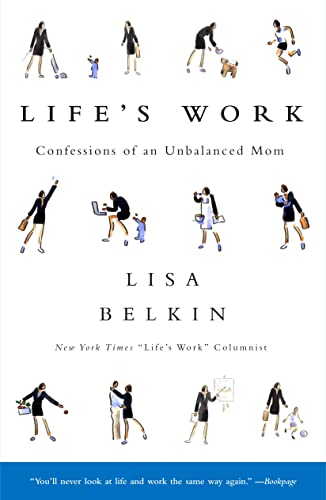 LIFE'S WORK
Confessions of an Unbalanced Mom
LISA
BELKIN
New York Times "Life's Work" Columnist
"You'll never look at life and work the same way again." —Bookpage